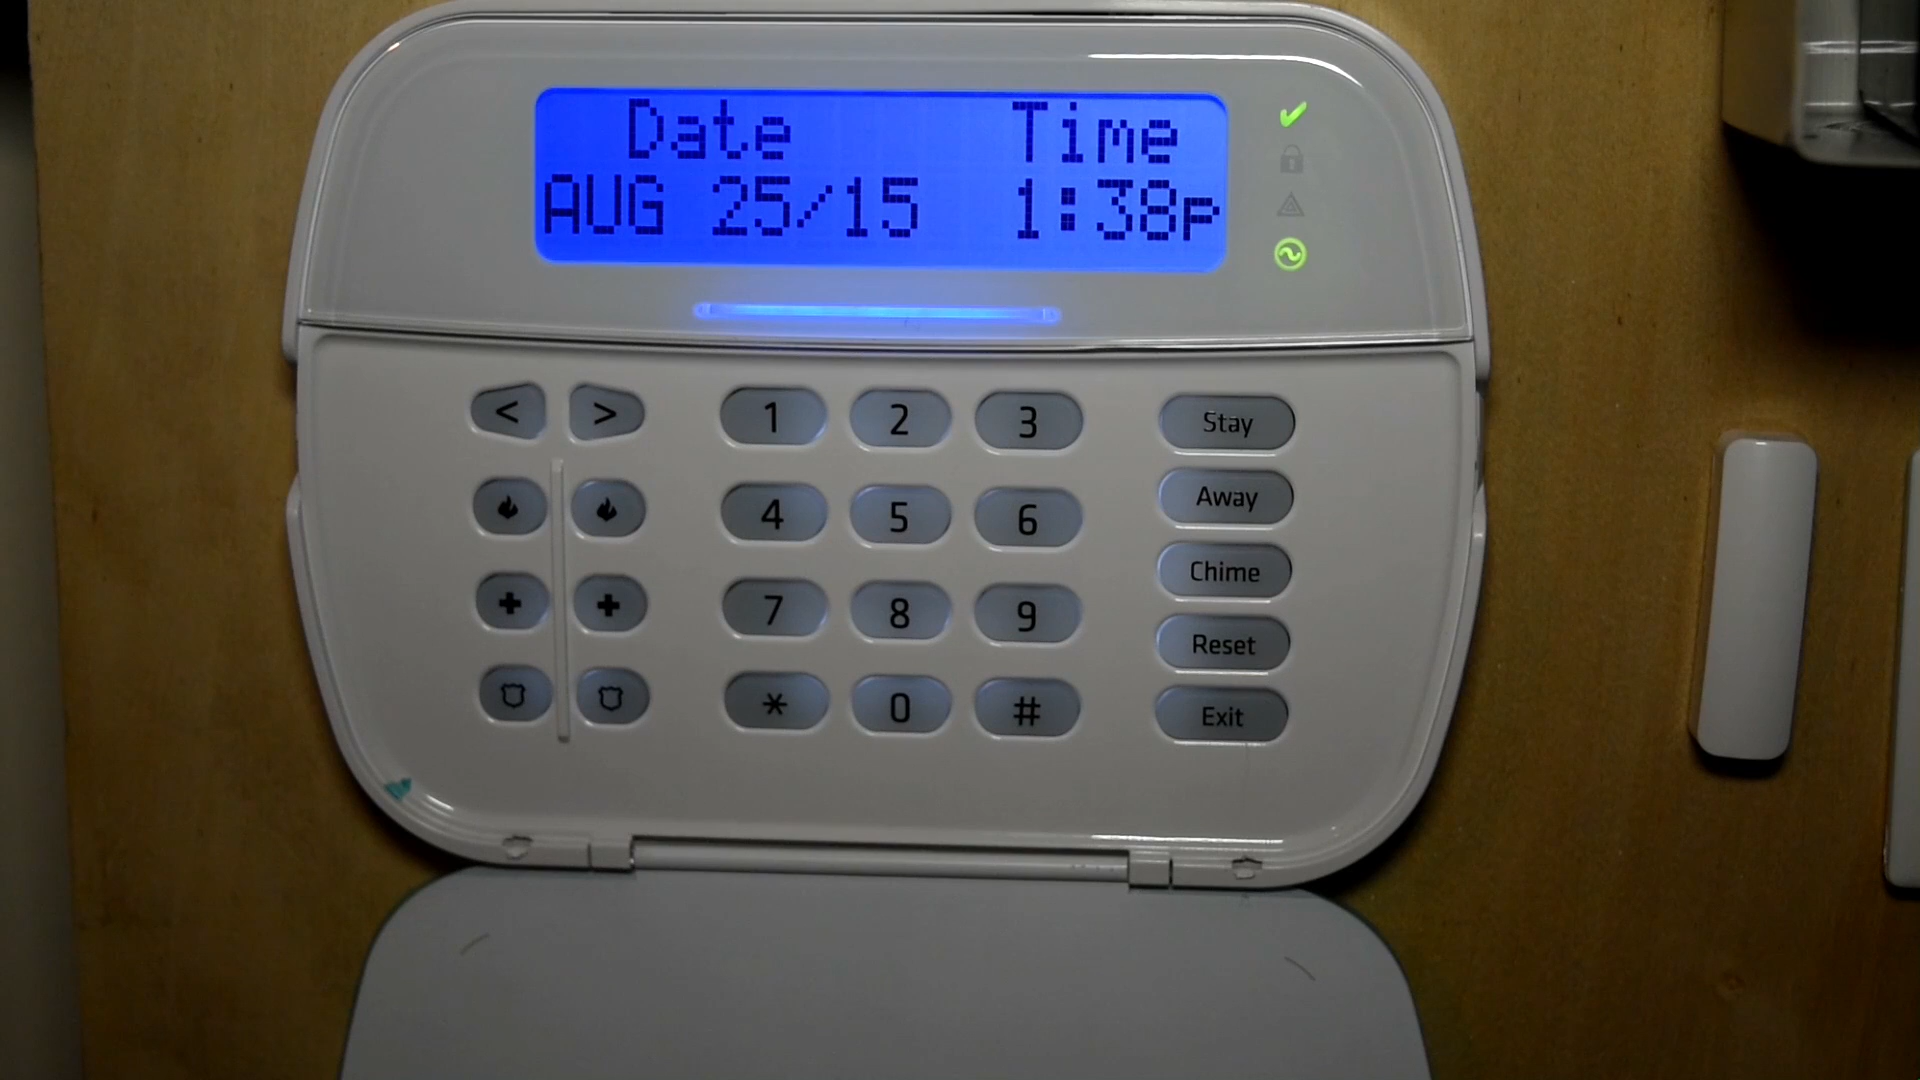 Date Time
AUG 25/15 1:38p
< > 1 2 3 Stay
4 5 6 Away
Chime
7 8 9
Reset
* 0 # Exit